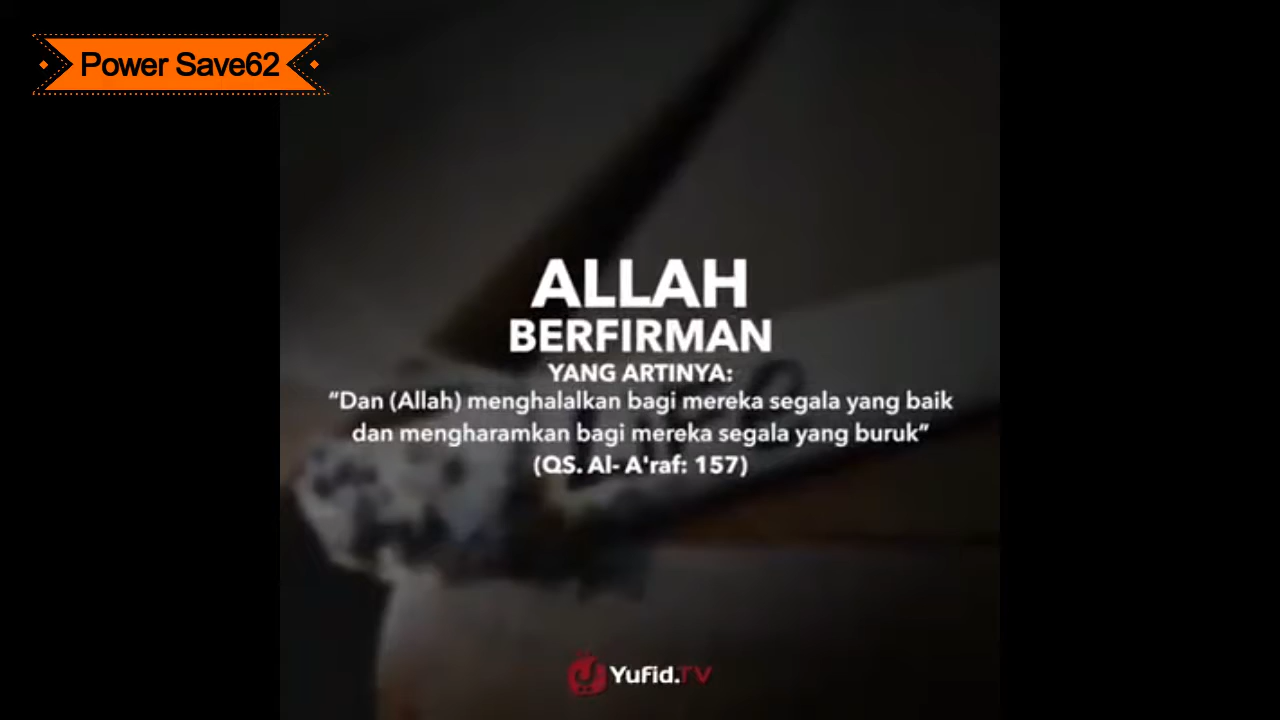 Power Save62
ALLAH
BERFIRMAN
YANG ARTINYA:
“Dan (Allah) menghalalkan bagi mereka segala yang baik
dan mengharamkan bagi mereka segala yang buruk”
(QS. Al- A'raf: 157)
Yufid.TV